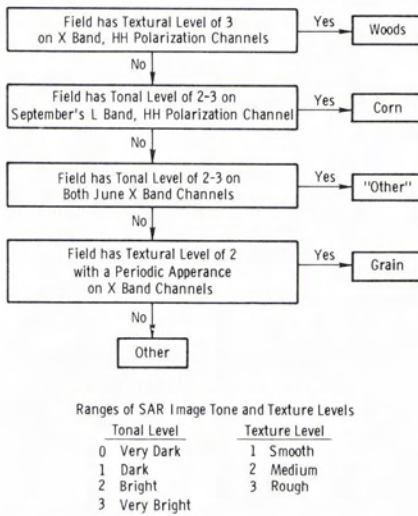 Field has Textural Level of 3
on X Band, HH Polarization Channels
Yes
Woods
No
Field has Tonal Level of 2-3 on
September's L Band, HH Polarization Channel
Yes
Corn
No
Field has Tonal Level of 2-3 on
Both June X Band Channels
Yes
"Other"
No
Field has Textural Level of 2
with a Periodic Apperance
on X Band Channels
Yes
Grain
No
Other
Ranges of SAR Image Tone and Texture Levels
Tonal Level Texture Level
0 Very Dark 1 Smooth
1 Dark 2 Medium
2 Bright 3 Rough
3 Very Bright